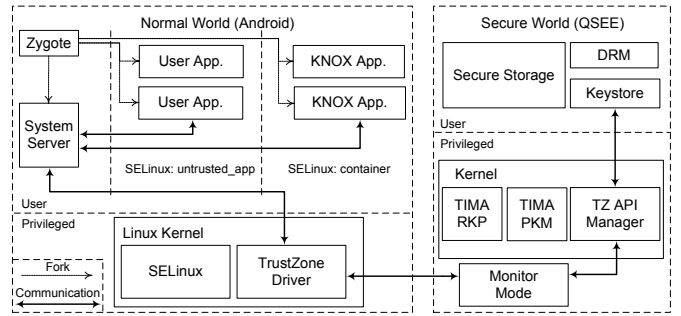 Normal World (Android)
Zygote
User App.
KNOX App.
User App.
KNOX App.
System
Server
SELinux: untrusted_app
SELinux: container
User
Privileged
Linux Kernel
SELinux
TrustZone
Driver
Fork
Communication
Secure World (QSEE)
Secure Storage
DRM
Keystore
User
Privileged
Kernel
TIMA
RKP
TIMA
PKM
TZ API
Manager
Monitor
Mode